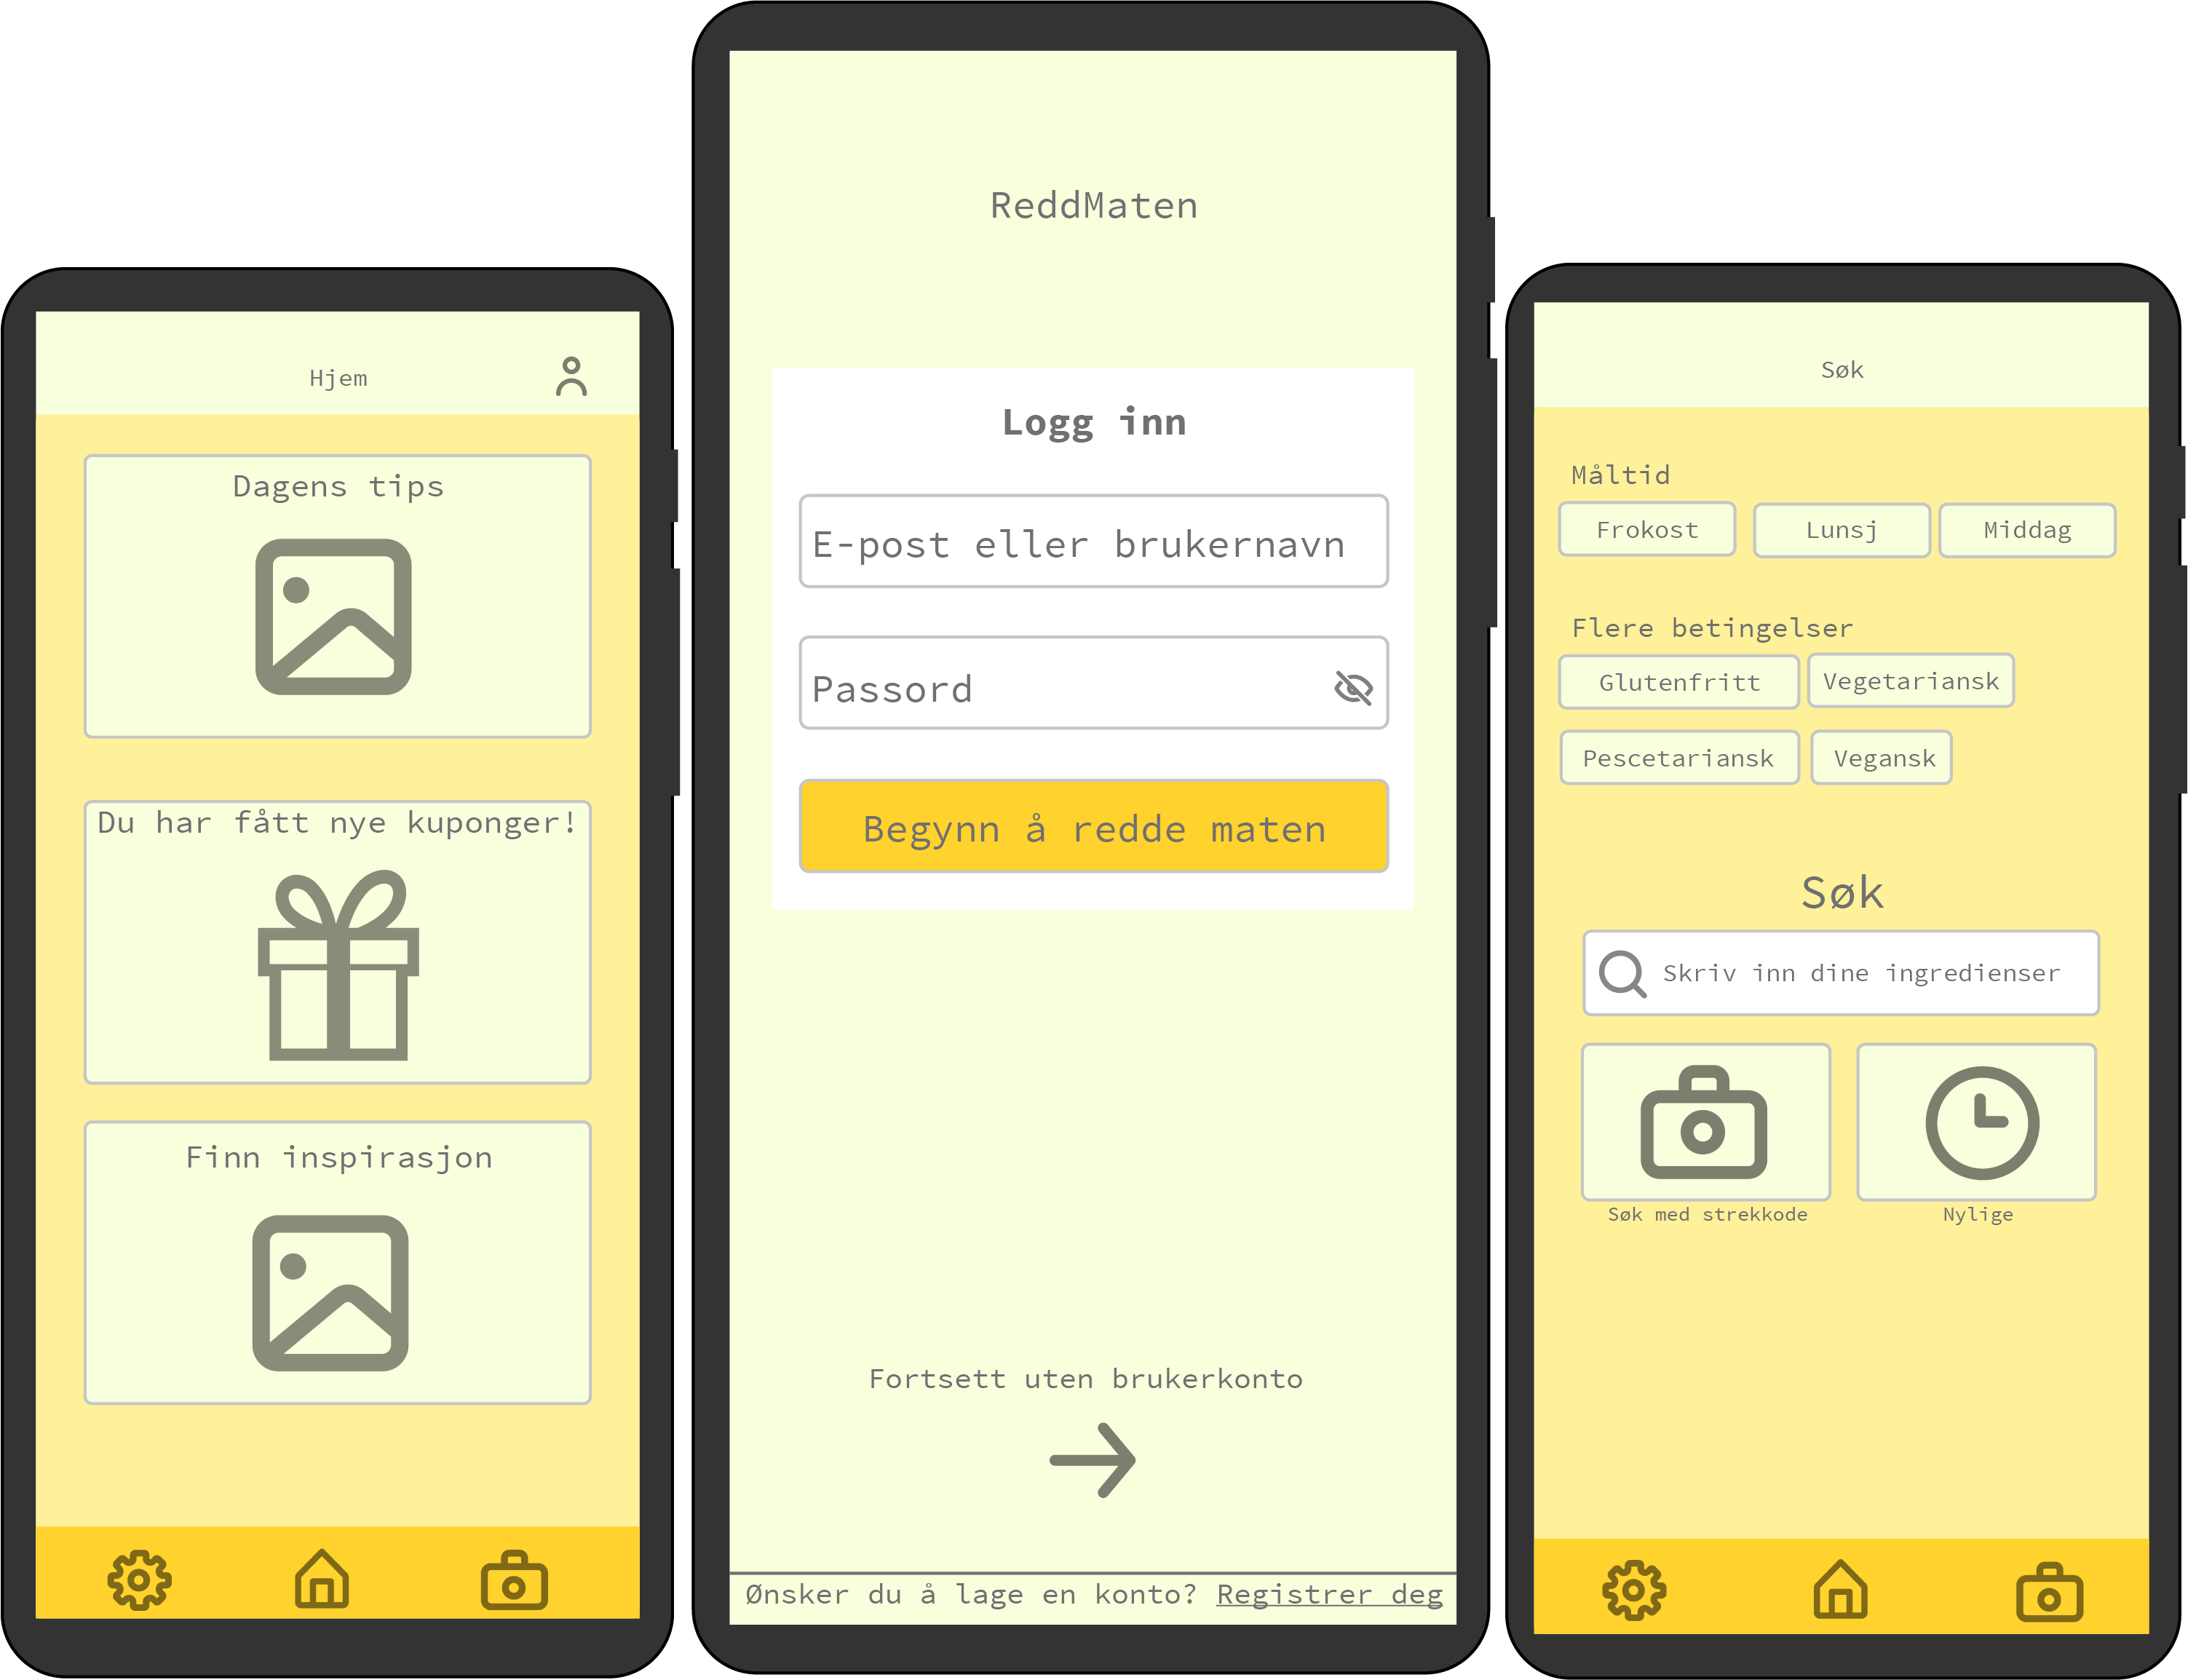 Hjem
Dagens tips
Du har fått nye kuponger!
Finn inspirasjon
ReddMaten
Logg inn
E-post eller brukernavn
Passord
Begynn å redde maten
Fortsett uten brukerkonto
Ønsker du å lage en konto? Registrer deg
Søk
Måltid
Frokost Lunsj Middag
Flere betingelser
Glutenfritt Vegetariansk
Pescetariansk Vegansk
Søk
Skriv inn dine ingredienser
Søk med strekkode Nylige